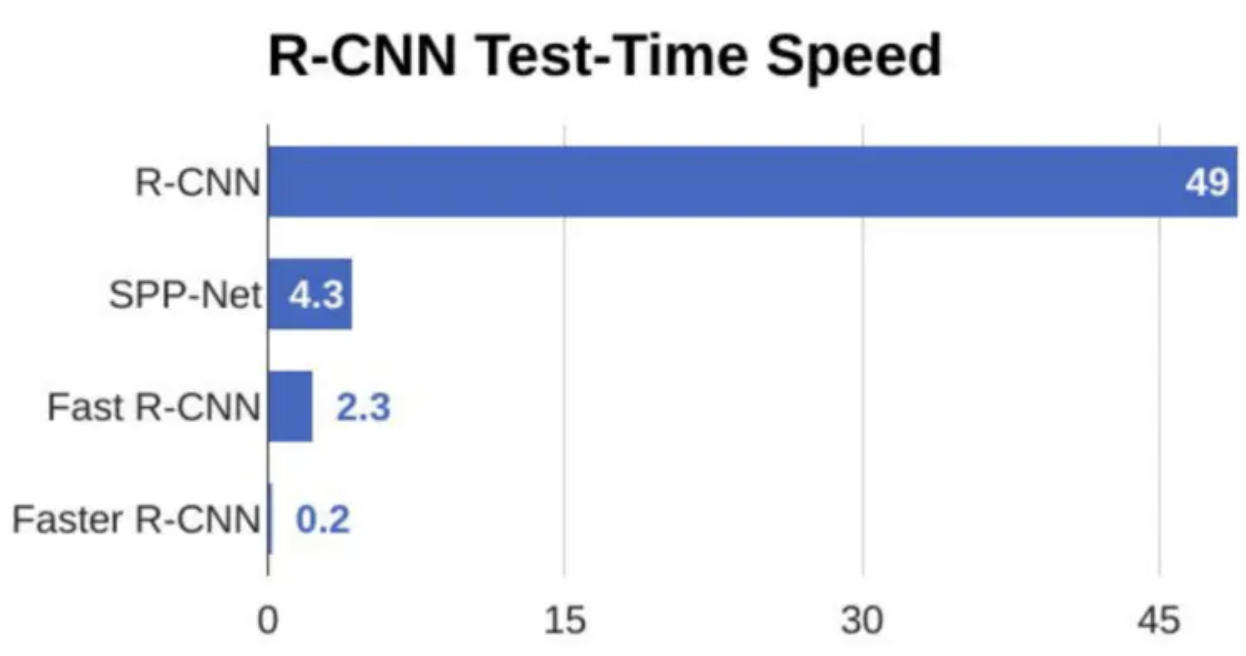 R-CNN Test-Time Speed
R-CNN 49
SPP-Net 4.3
Fast R-CNN 2.3
Faster R-CNN 0.2
0 15 30 45